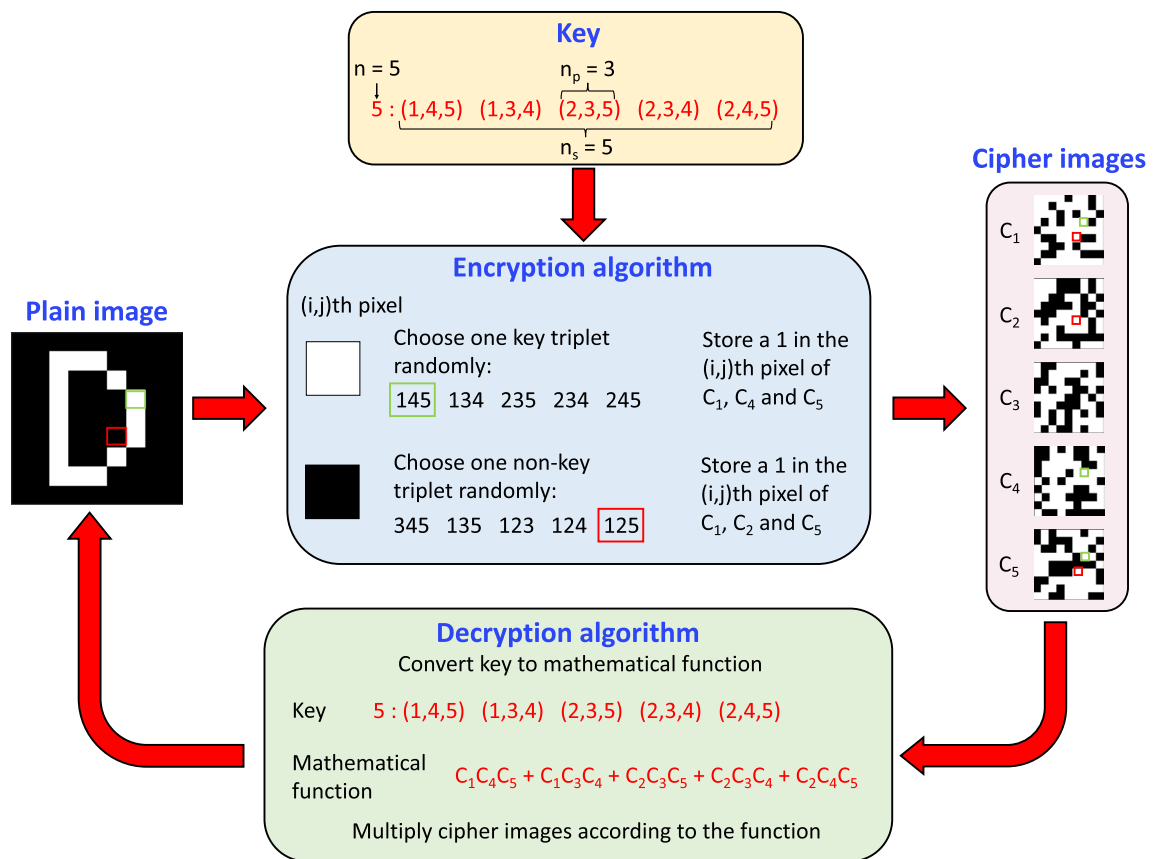 Key
n = 5
nₚ = 3
5 : (1,4,5) (1,3,4) (2,3,5) (2,3,4) (2,4,5)
nₛ = 5
Cipher images
C₁
C₂
C₃
C₄
C₅
Encryption algorithm
(i,j)th pixel
Choose one key triplet
randomly:
145 134 235 234 245
Store a 1 in the
(i,j)th pixel of
C₁, C₄ and C₅
Choose one non-key
triplet randomly:
345 135 123 124 125
Store a 1 in the
(i,j)th pixel of
C₁, C₂ and C₅
Plain image
Decryption algorithm
Convert key to mathematical function
Key 5 : (1,4,5) (1,3,4) (2,3,5) (2,3,4) (2,4,5)
Mathematical
function
C₁C₄C₅ + C₁C₃C₄ + C₂C₃C₅ + C₂C₃C₄ + C₂C₄C₅
Multiply cipher images according to the function